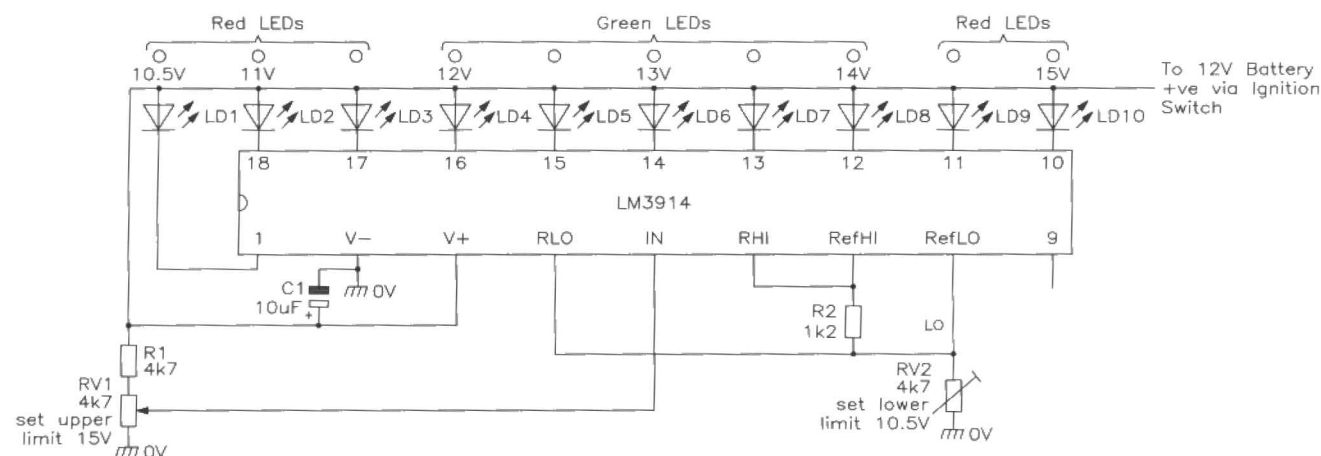 Red LEDs
Green LEDs
Red LEDs
10.5V
11V
12V
13V
14V
15V
To 12V Battery
+ve via Ignition
Switch
LD1
LD2
LD3
LD4
LD5
LD6
LD7
LD8
LD9
LD10
18
17
16
15
14
13
12
11
10
LM3914
1
V-
V+
RLO
IN
RHI
RefHI
RefLO
9
C1
10uF
+
0V
R2
1k2
LO
R1
4k7
RV1
4k7
set upper
limit 15V
0V
RV2
4k7
set lower
limit 10.5V
0V